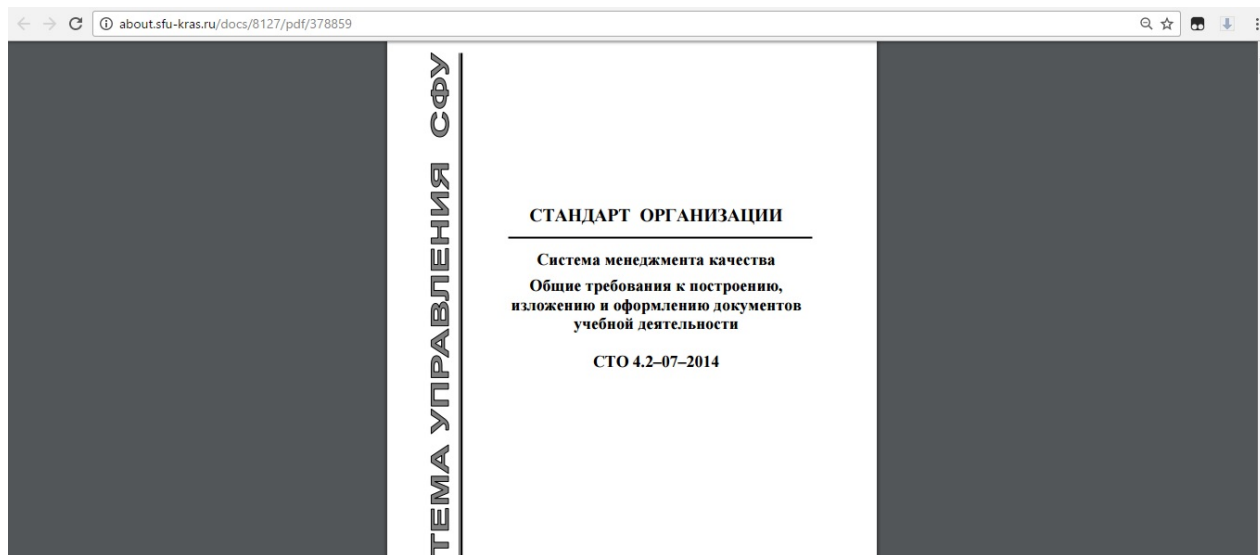 about.sfu-kras.ru/docs/8127/pdf/378859
ТЕМА УПРАВЛЕНИЯ СФУ
СТАНДАРТ ОРГАНИЗАЦИИ
Система менеджмента качества
Общие требования к построению,
изложению и оформлению документов
учебной деятельности
СТО 4.2–07–2014